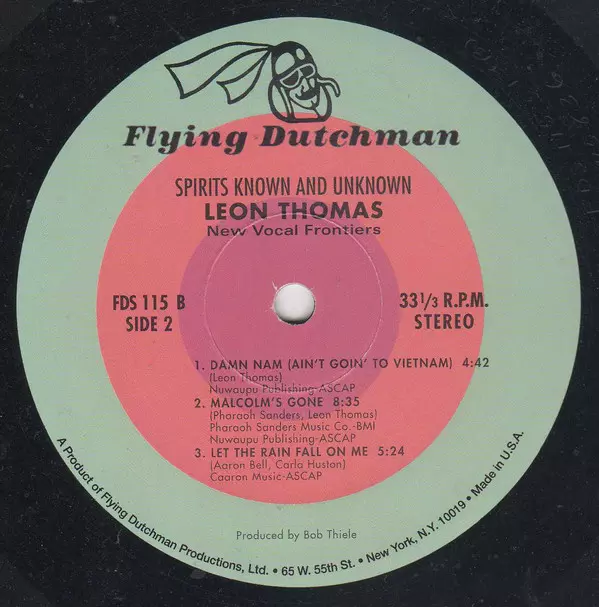 Flying Dutchman
SPIRITS KNOWN AND UNKNOWN
LEON THOMAS
New Vocal Frontiers
FDS 115 B
SIDE 2
33 1/3 R.P.M.
STEREO
1. DAMN NAM (AIN'T GOIN' TO VIETNAM) 4:42
(Leon Thomas)
Nuwaupu Publishing-ASCAP
2. MALCOLM'S GONE 8:35
(Pharoah Sanders, Leon Thomas)
Pharoah Sanders Music Co.-BMI
Nuwaupu Publishing-ASCAP
3. LET THE RAIN FALL ON ME 5:24
(Aaron Bell, Carla Huston)
Caaron Music-ASCAP
Produced by Bob Thiele
A Product of Flying Dutchman Productions, Ltd. • 65 W. 55th St. • New York, N.Y. 10019 • Made in U.S.A.